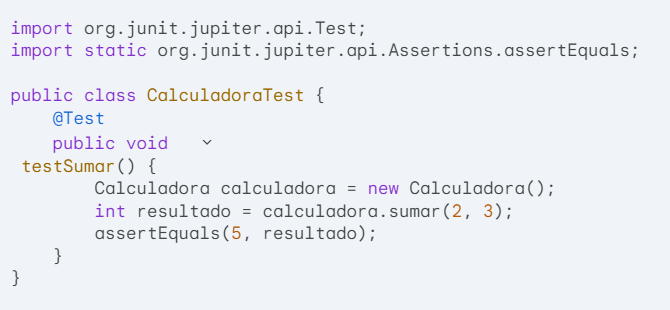 import org.junit.jupiter.api.Test;
import static org.junit.jupiter.api.Assertions.assertEquals;

public class CalculadoraTest {
    @Test
    public void
 testSumar() {
        Calculadora calculadora = new Calculadora();
        int resultado = calculadora.sumar(2, 3);
        assertEquals(5, resultado);
    }
}